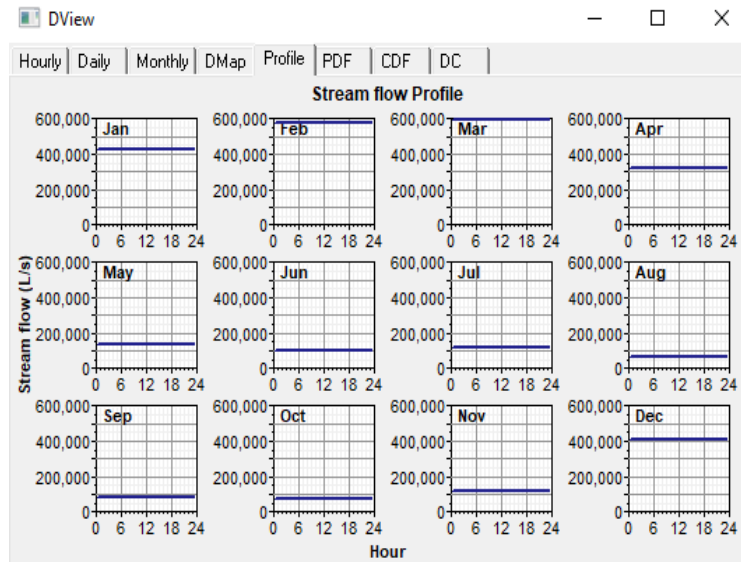 DView
Hourly Daily Monthly DMap Profile PDF CDF DC
Stream flow Profile
Stream flow (L/s)
600,000 Jan 600,000 Feb 600,000 Mar 600,000 Apr
400,000 400,000 400,000 400,000
200,000 200,000 200,000 200,000
0 0 0 0
0 6 12 18 24 0 6 12 18 24 0 6 12 18 24 0 6 12 18 24
600,000 May 600,000 Jun 600,000 Jul 600,000 Aug
400,000 400,000 400,000 400,000
200,000 200,000 200,000 200,000
0 0 0 0
0 6 12 18 24 0 6 12 18 24 0 6 12 18 24 0 6 12 18 24
600,000 Sep 600,000 Oct 600,000 Nov 600,000 Dec
400,000 400,000 400,000 400,000
200,000 200,000 200,000 200,000
0 0 0 0
0 6 12 18 24 0 6 12 18 24 0 6 12 18 24 0 6 12 18 24
Hour